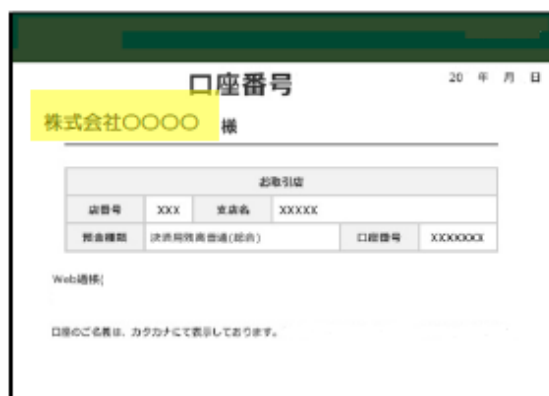 口座番号
20 年 月 日
株式会社〇〇〇〇 様
お取引店
店番号 XXX 支店名 XXXXX
預金種類 決済用残高普通(総合) 口座番号 XXXXXXX
Web通帳(
口座のご名義は、カタカナにて表示しております。